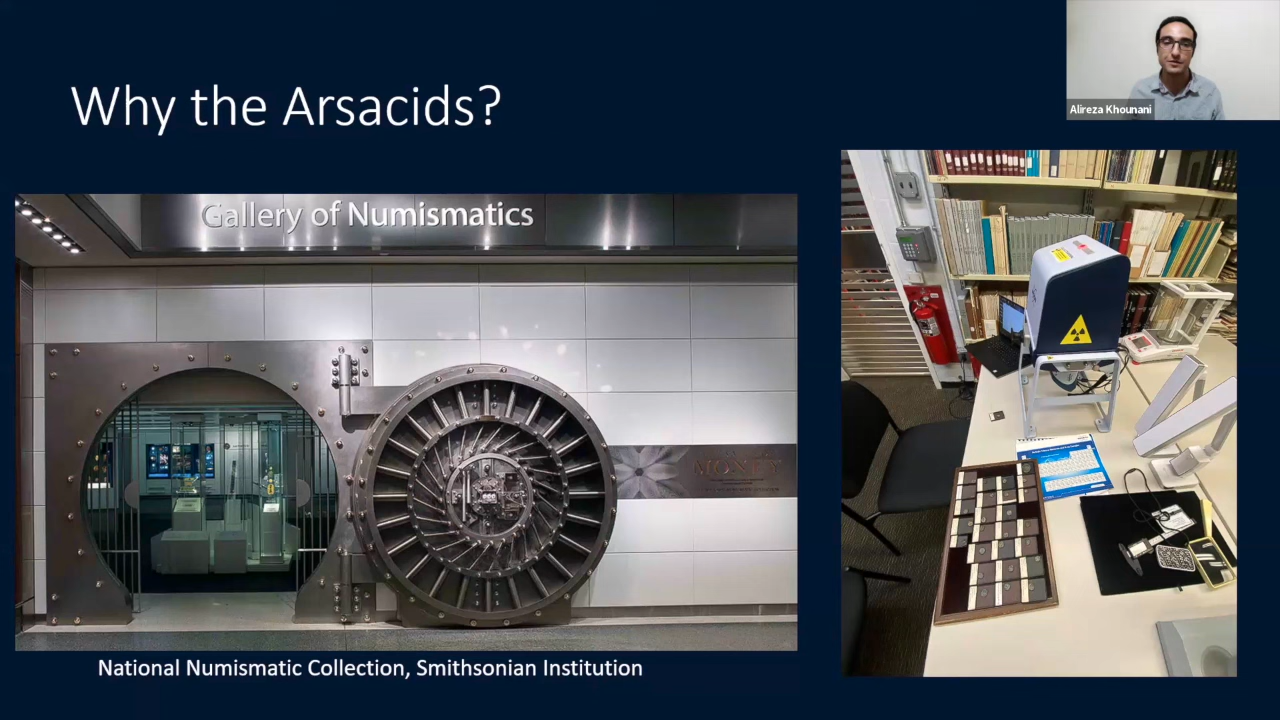 Why the Arsacids?
Alireza Khounani
Gallery of Numismatics
MONEY
National Numismatic Collection, Smithsonian Institution